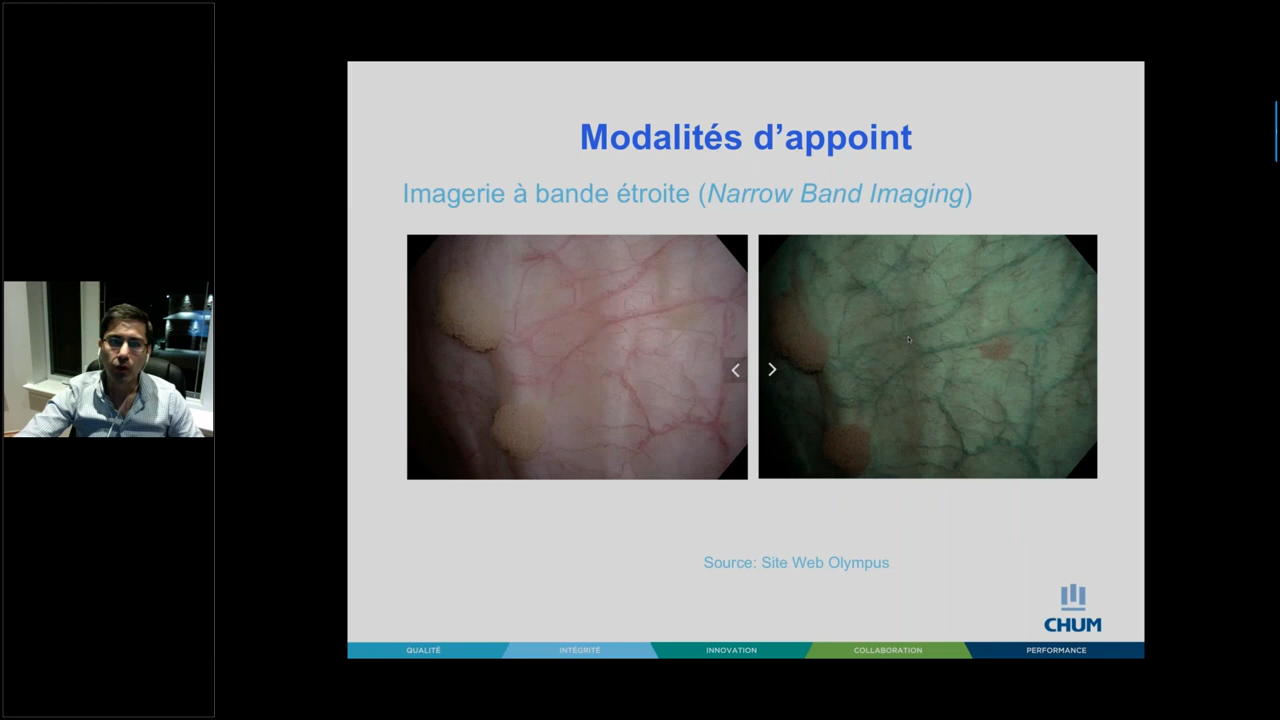 Modalités d’appoint
Imagerie à bande étroite (Narrow Band Imaging)
Source: Site Web Olympus
CHUM
QUALITÉ
INTÉGRITÉ
INNOVATION
COLLABORATION
PERFORMANCE